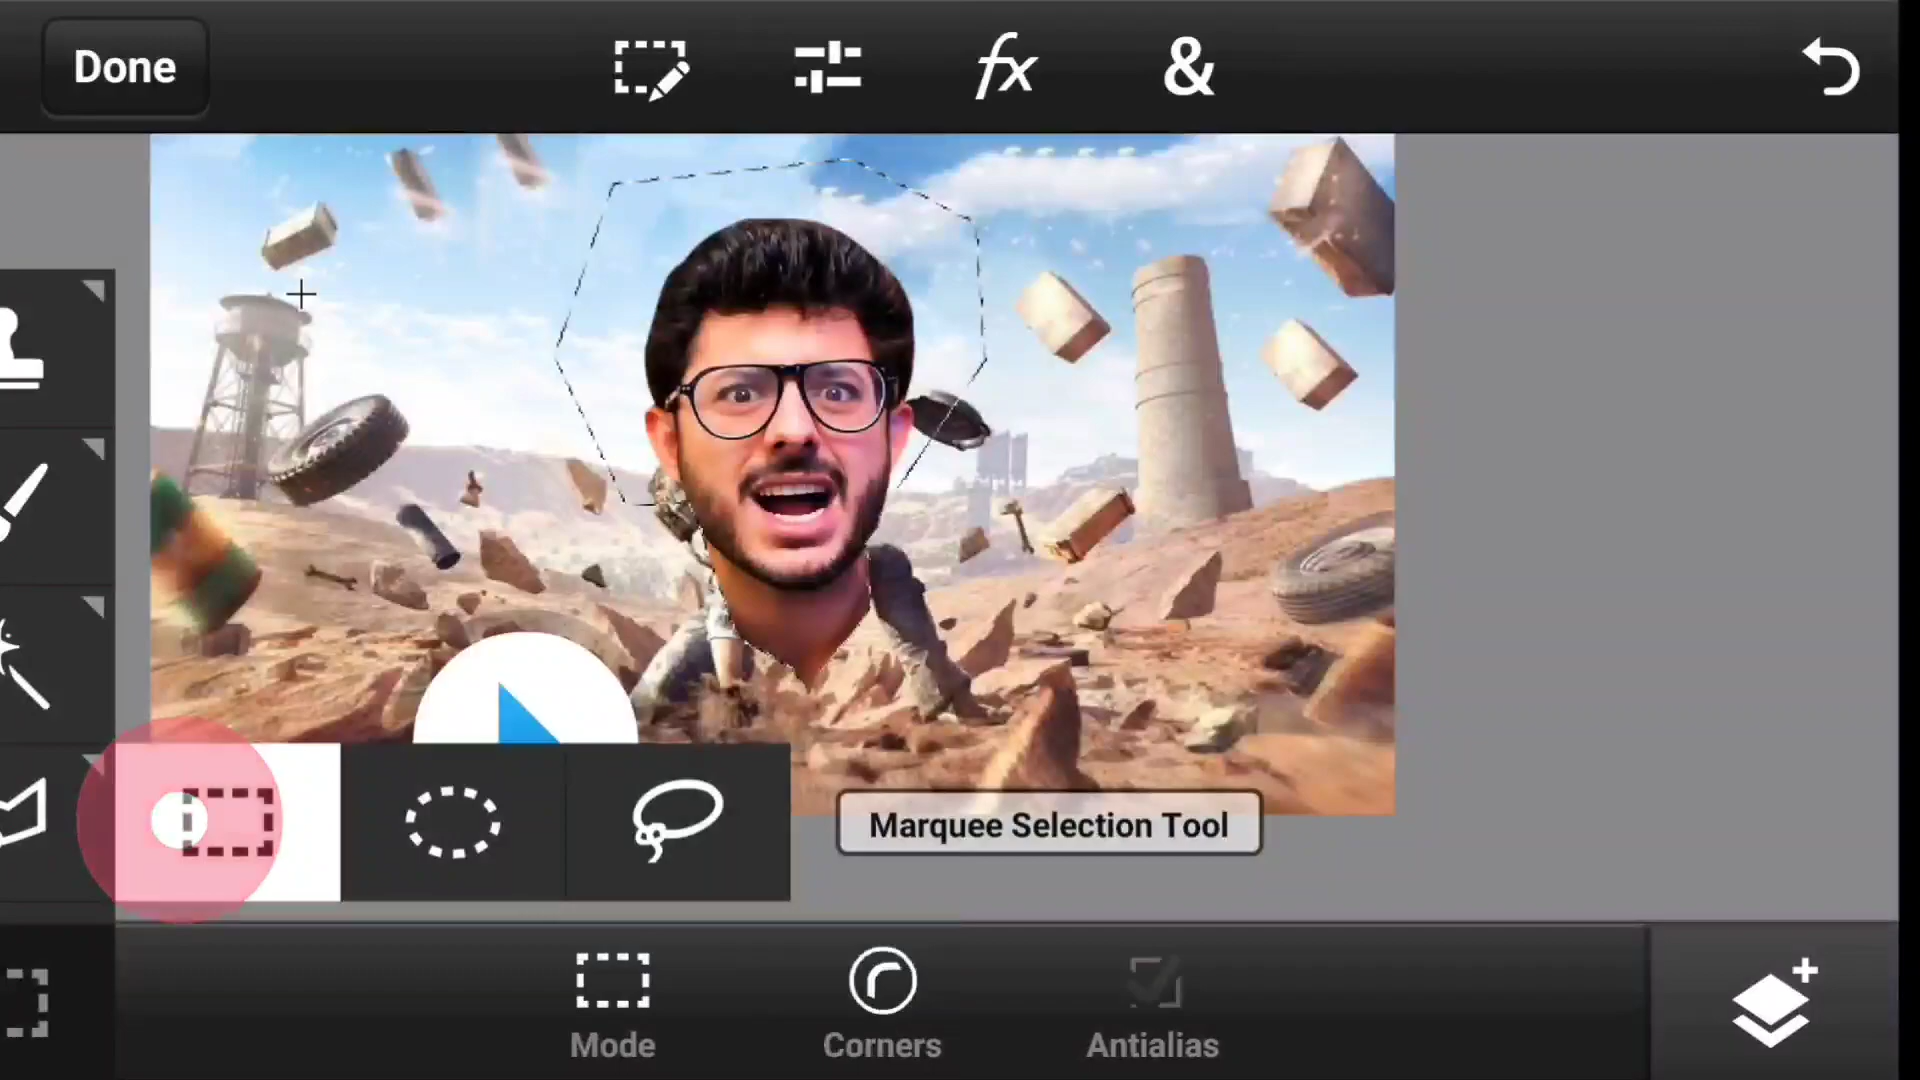 Done
fx
&
Marquee Selection Tool
Mode
Corners
Antialias